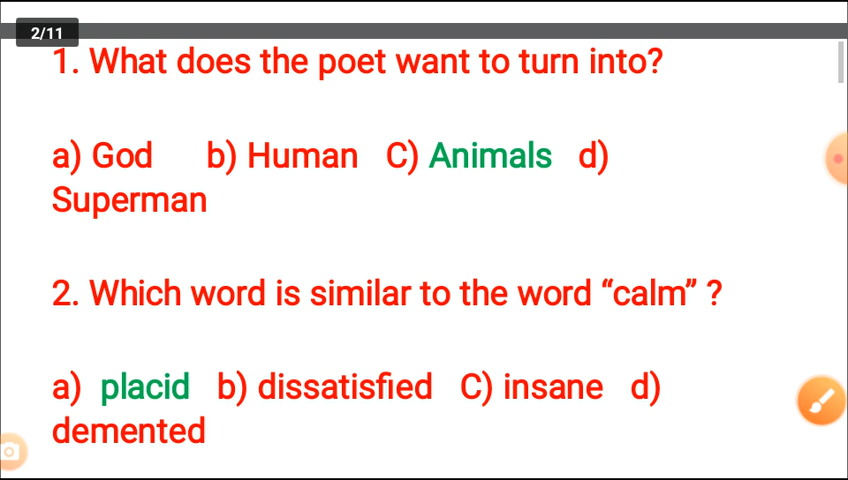 2/11
1. What does the poet want to turn into?
a) God b) Human C) Animals d)
Superman
2. Which word is similar to the word “calm” ?
a) placid b) dissatisfied C) insane d)
demented